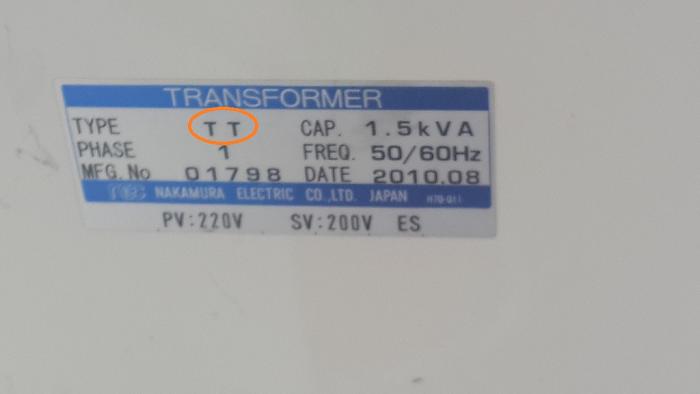 TRANSFORMER
TYPE TT CAP. 1.5kVA
PHASE 1 FREQ. 50/60Hz
MFG.No 01798 DATE 2010.08
NAKAMURA ELECTRIC CO.,LTD. JAPAN
PV:220V SV:200V ES